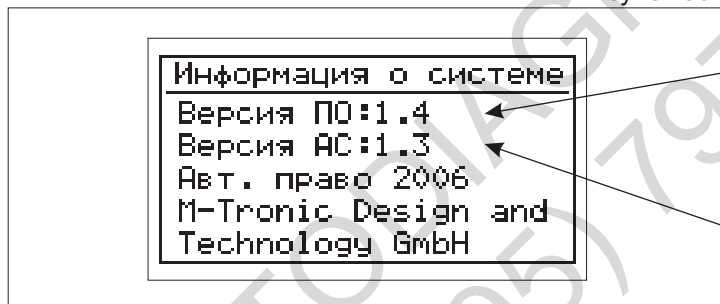 Информация о системе
Версия ПО:1.4
Версия АС:1.3
Авт. право 2006
M-Tronic Design and
Technology GmbH